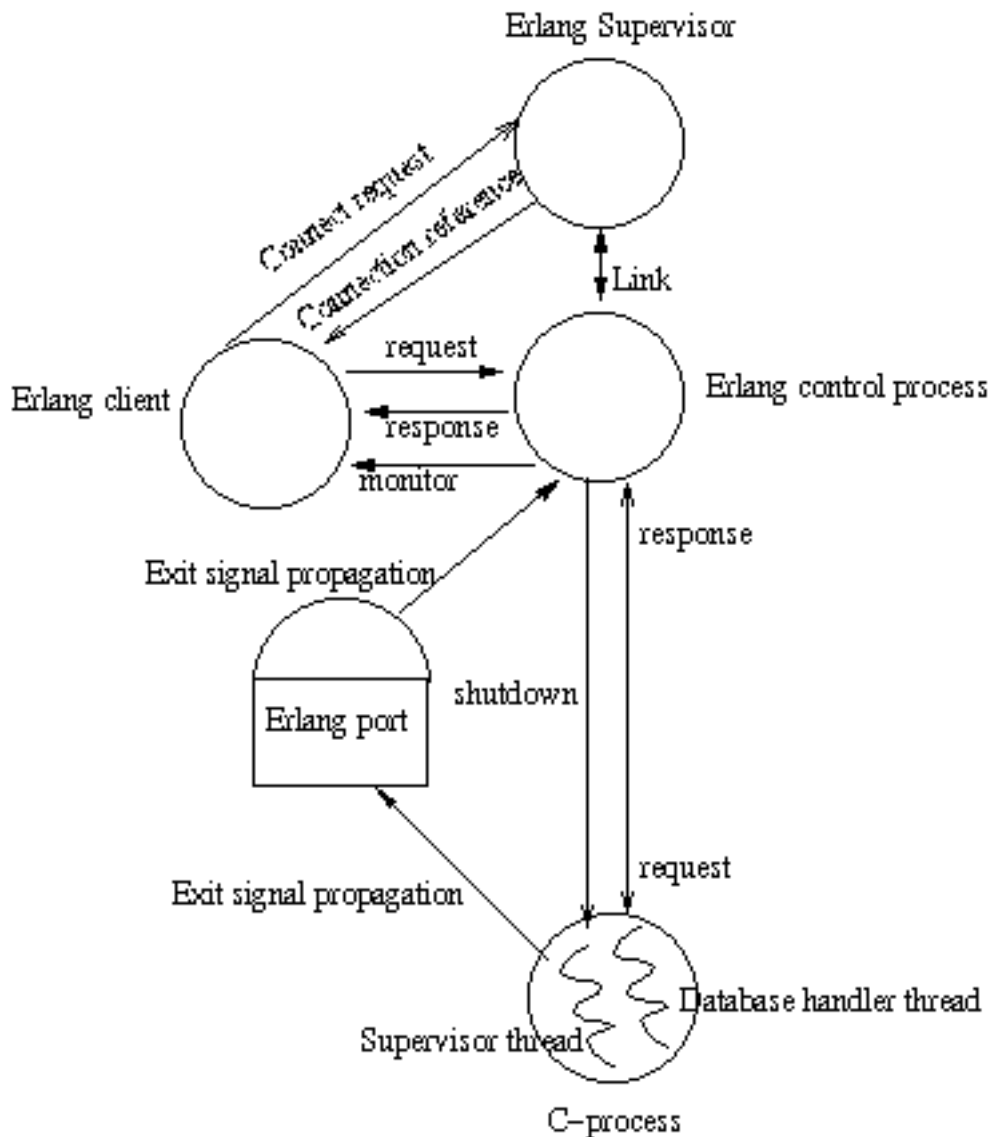 Erlang Supervisor
Connect request
Connection reference
Link
request
Erlang client
Erlang control process
response
monitor
response
Exit signal propagation
shutdown
Erlang port
request
Exit signal propagation
Database handler thread
Supervisor thread
C-process